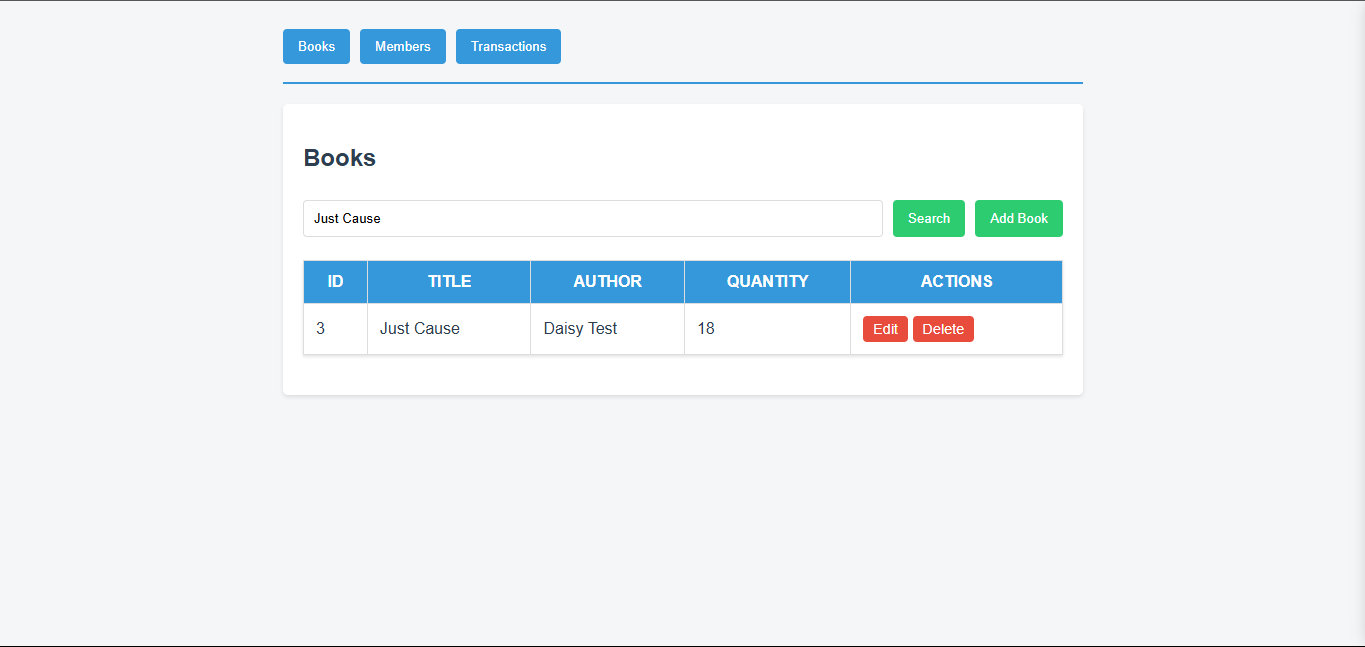 Books Members Transactions
Books
Just Cause Search Add Book
ID TITLE AUTHOR QUANTITY ACTIONS
3 Just Cause Daisy Test 18 Edit Delete